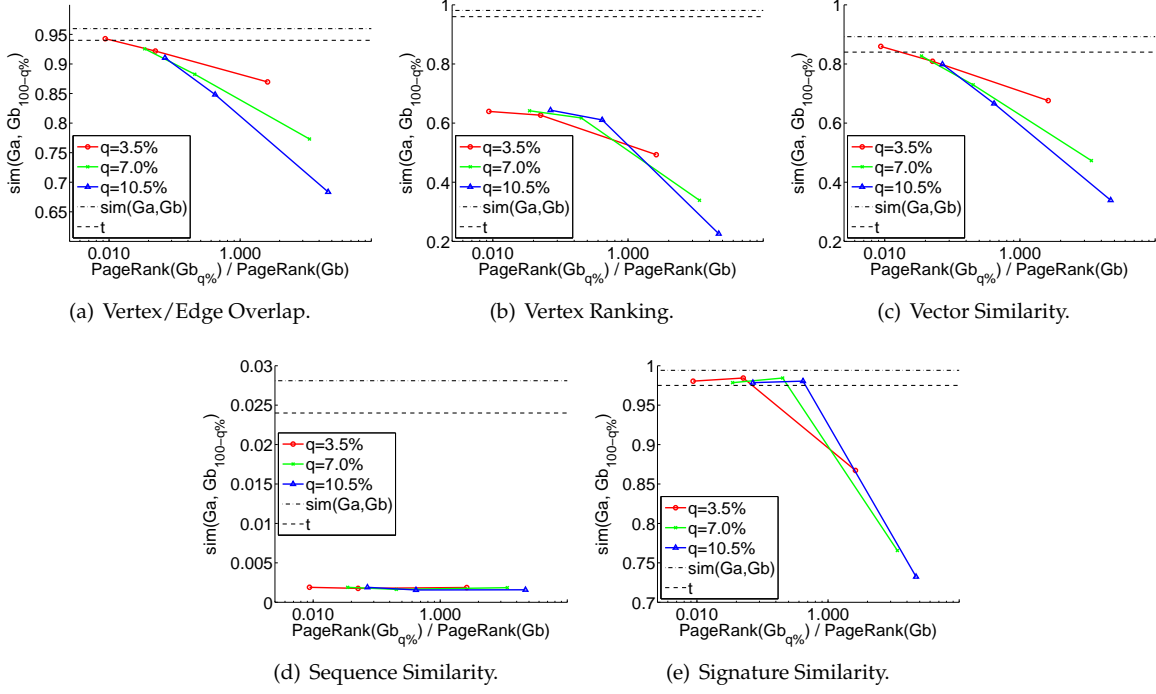 sim(Ga, Gb100−q%)
0.95
0.9
0.85
0.8
0.75
0.7
0.65
q=3.5%
q=7.0%
q=10.5%
sim(Ga,Gb)
t
0.010
1.000
PageRank(Gbq%) / PageRank(Gb)
(a) Vertex/Edge Overlap.
sim(Ga, Gb100−q%)
1
0.8
0.6
0.4
0.2
q=3.5%
q=7.0%
q=10.5%
sim(Ga,Gb)
t
0.010
1.000
PageRank(Gbq%) / PageRank(Gb)
(b) Vertex Ranking.
sim(Ga, Gb100−q%)
1
0.8
0.6
0.4
0.2
q=3.5%
q=7.0%
q=10.5%
sim(Ga,Gb)
t
0.010
1.000
PageRank(Gbq%) / PageRank(Gb)
(c) Vector Similarity.
sim(Ga, Gb100−q%)
0.03
0.025
0.02
0.015
0.01
0.005
0
q=3.5%
q=7.0%
q=10.5%
sim(Ga,Gb)
t
0.010
1.000
PageRank(Gbq%) / PageRank(Gb)
(d) Sequence Similarity.
sim(Ga, Gb100−q%)
1
0.95
0.9
0.85
0.8
0.75
0.7
q=3.5%
q=7.0%
q=10.5%
sim(Ga,Gb)
t
0.010
1.000
PageRank(Gbq%) / PageRank(Gb)
(e) Signature Similarity.